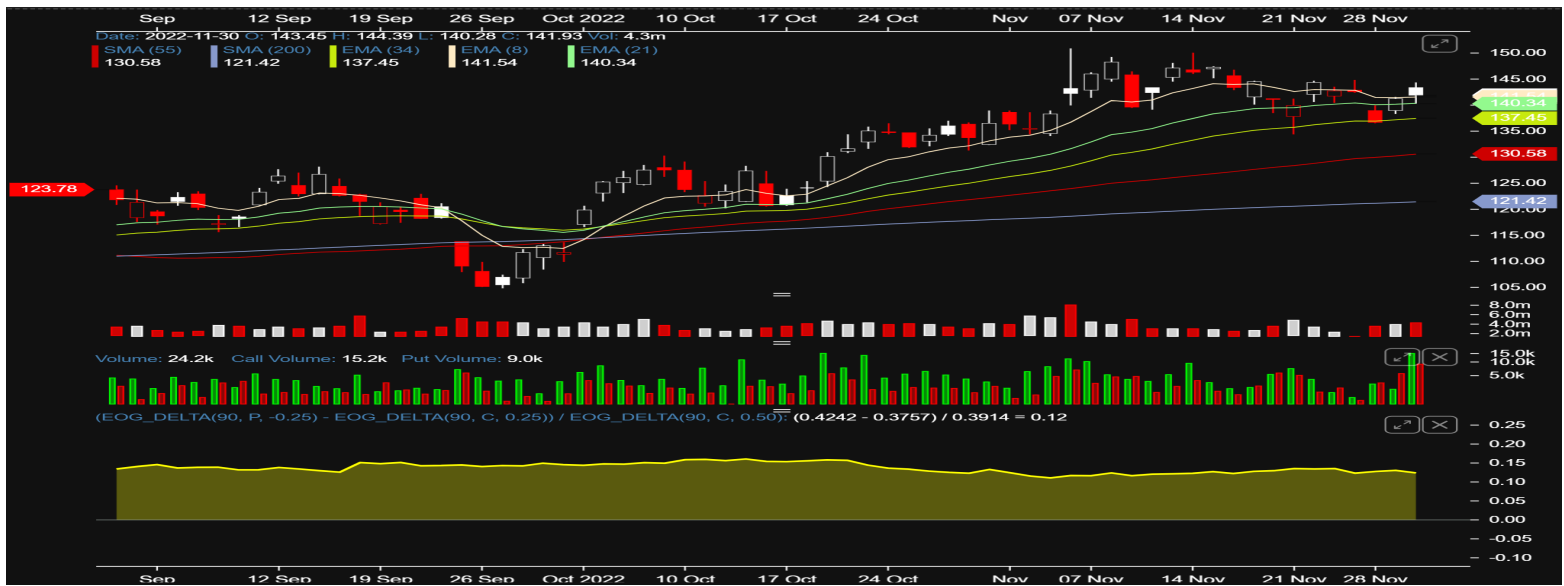 Sep 12 Sep 19 Sep 26 Sep Oct 2022 10 Oct 17 Oct 24 Oct Nov 07 Nov 14 Nov 21 Nov 28 Nov
Date: 2022-11-30 O: 143.45 H: 144.39 L: 140.28 C: 141.93 Vol: 4.3m
SMA (55) SMA (200) EMA (34) EMA (8) EMA (21)
130.58 121.42 137.45 141.54 140.34
150.00
145.00
140.34
137.45
135.00
130.58
125.00
123.78
121.42
120.00
115.00
110.00
105.00
8.0m
6.0m
4.0m
2.0m
Volume: 24.2k Call Volume: 15.2k Put Volume: 9.0k
15.0k
10.0k
5.0k
(EOG_DELTA(90, P, -0.25) - EOG_DELTA(90, C, 0.25)) / EOG_DELTA(90, C, 0.50): (0.4242 - 0.3757) / 0.3914 = 0.12
0.25
0.20
0.15
0.10
0.05
0.00
-0.05
-0.10
Sep 12 Sep 19 Sep 26 Sep Oct 2022 10 Oct 17 Oct 24 Oct Nov 07 Nov 14 Nov 21 Nov 28 Nov